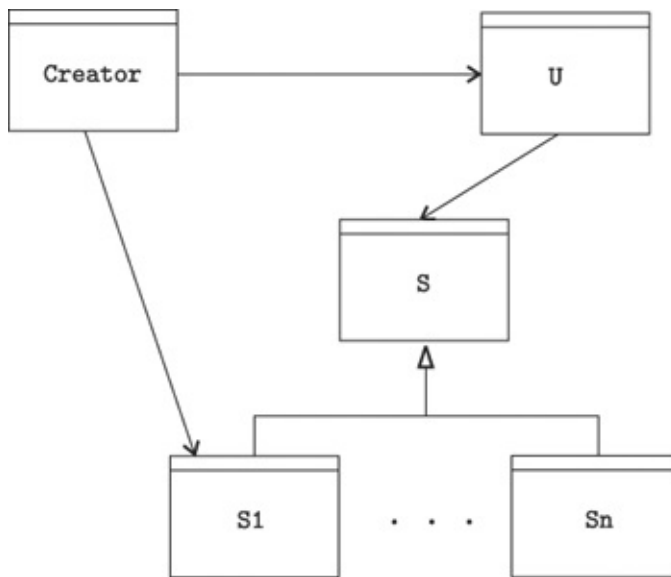 Creator
U
S
S1
. . .
Sn